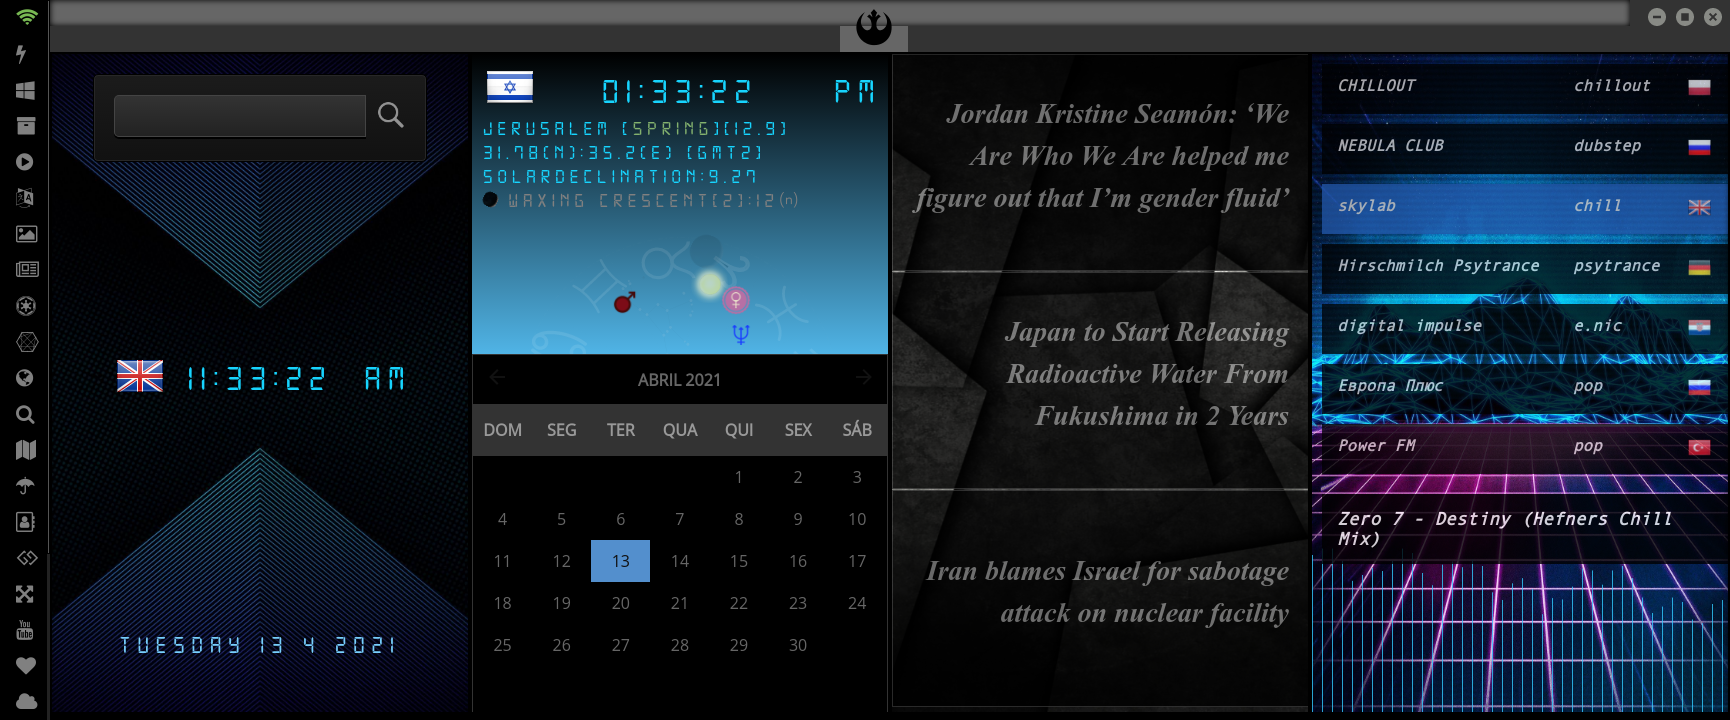 11:33:22 AM
TUESDAY 13 4 2021
01:33:22 PM
JERUSALEM [SPRING][12.9]
31.78(N):35.2(E) [GMT2]
SOLARDECLINATION:9.27
WAXING CRESCENT[2]:12(n)
ABRIL 2021
DOM SEG TER QUA QUI SEX SÁB
1 2 3
4 5 6 7 8 9 10
11 12 13 14 15 16 17
18 19 20 21 22 23 24
25 26 27 28 29 30
Jordan Kristine Seamón: ‘We
Are Who We Are helped me
figure out that I’m gender fluid’
Japan to Start Releasing
Radioactive Water From
Fukushima in 2 Years
Iran blames Israel for sabotage
attack on nuclear facility
CHILLOUT chillout
NEBULA CLUB dubstep
skylab chill
Hirschmilch Psytrance psytrance
digital impulse e.nic
Европа Плюс pop
Power FM pop
Zero 7 - Destiny (Hefners Chill
Mix)
You
Tube